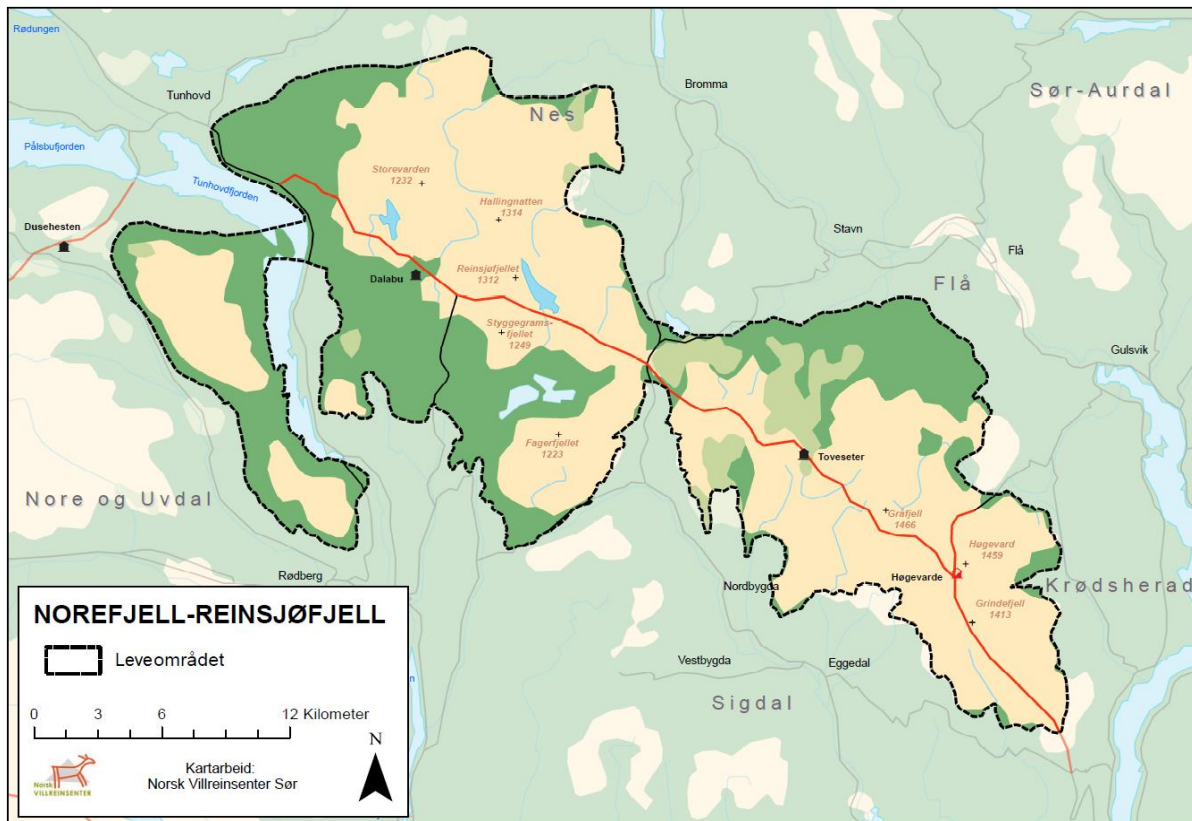 Rødungen
Tunhovd
Bromma
Sør-Aurdal
Nes
Pålsbufjorden
Tunhovdfjorden
Storevarden
1232
Hallingnatten
1314
Dusehesten
Stavn
Flå
Flå
Dalabu
Reinsjøfjellet
1312
Styggegrams-
fjellet
1249
Gulsvik
Fagerfjellet
1223
Toveseter
Nore og Uvdal
Gråfjell
1466
Høgevard
1459
Høgevarde
Rødberg
Nordbygda
Krødsherad
Grindefjell
1413
Vestbygda
Eggedal
Sigdal
NOREFJELL-REINSJØFJELL
Leveområdet
0 3 6 12 Kilometer
N
Norsk
VILLREINSENTER
Kartarbeid:
Norsk Villreinsenter Sør